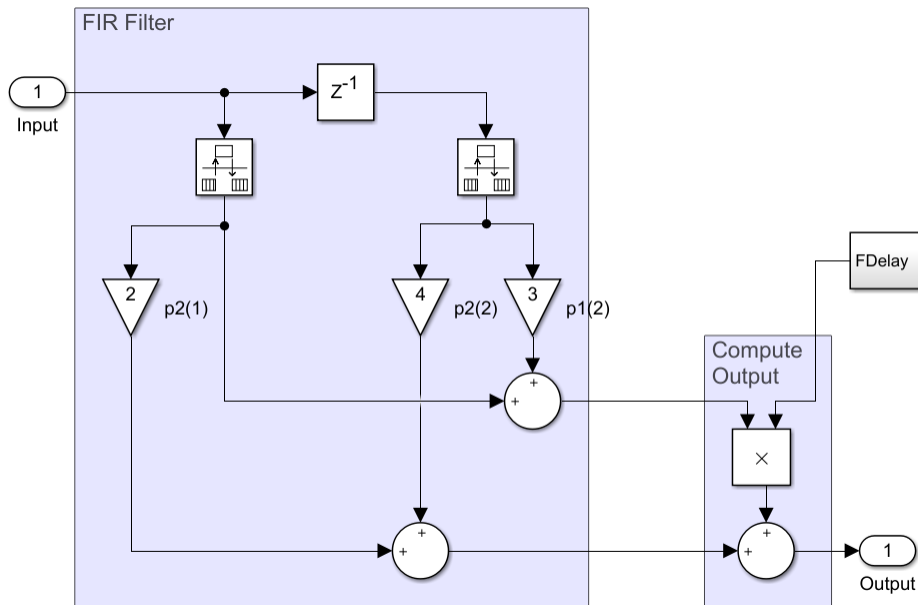 FIR Filter
1
Input
z-1
2
p2(1)
4
p2(2)
3
p1(2)
FDelay
Compute
Output
+
+
×
+
+
+
+
1
Output